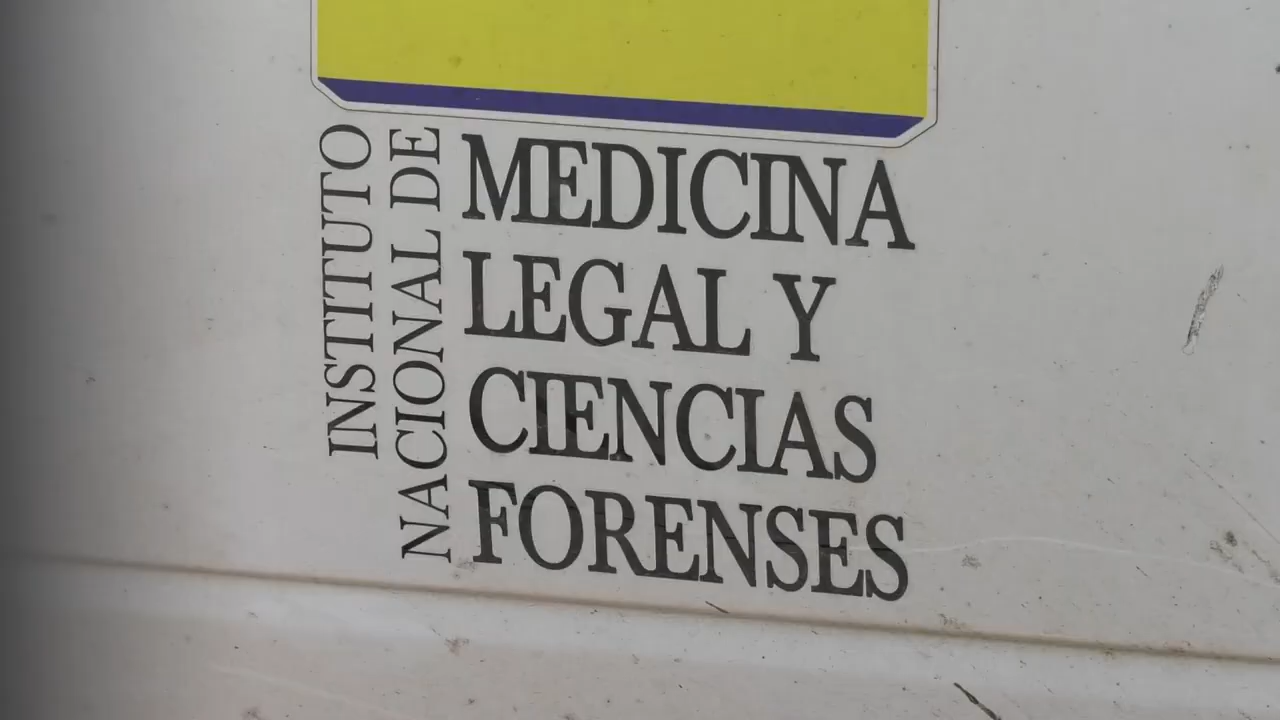 INSTITUTO
NACIONAL DE
MEDICINA
LEGAL Y
CIENCIAS
FORENSES